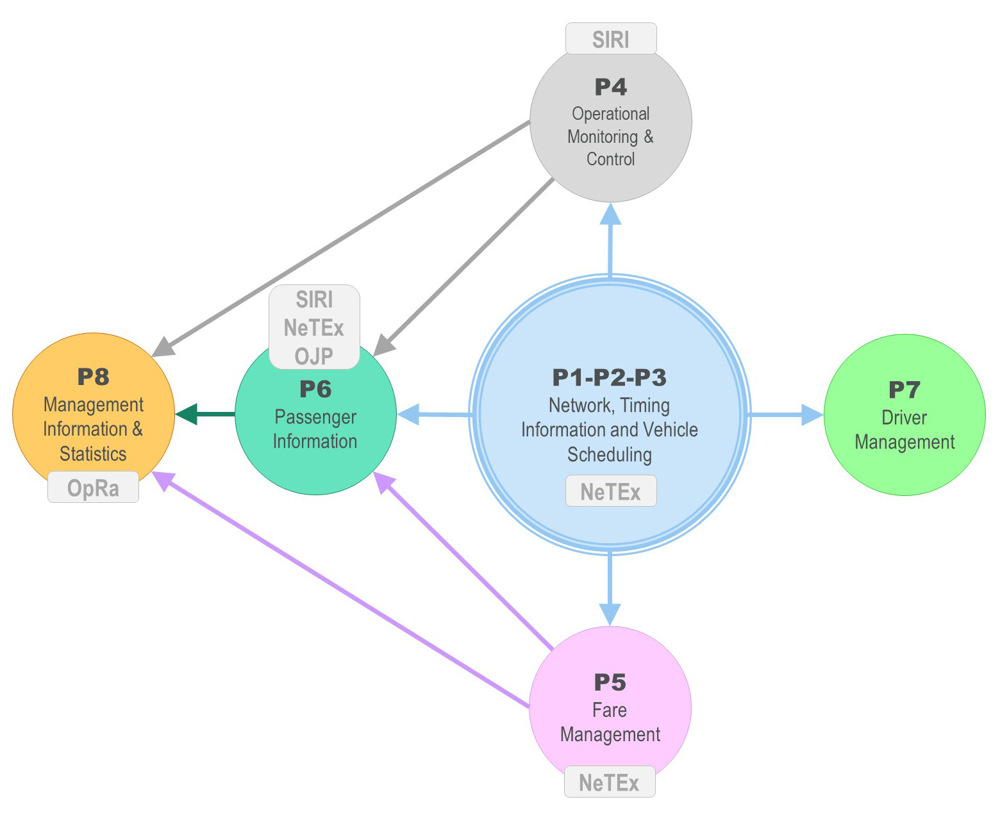 SIRI
P4
Operational
Monitoring &
Control
SIRI
NeTEx
OJP
P8
Management
Information &
Statistics
OpRa
P6
Passenger
Information
P1-P2-P3
Network, Timing
Information and Vehicle
Scheduling
NeTEx
P7
Driver
Management
P5
Fare
Management
NeTEx